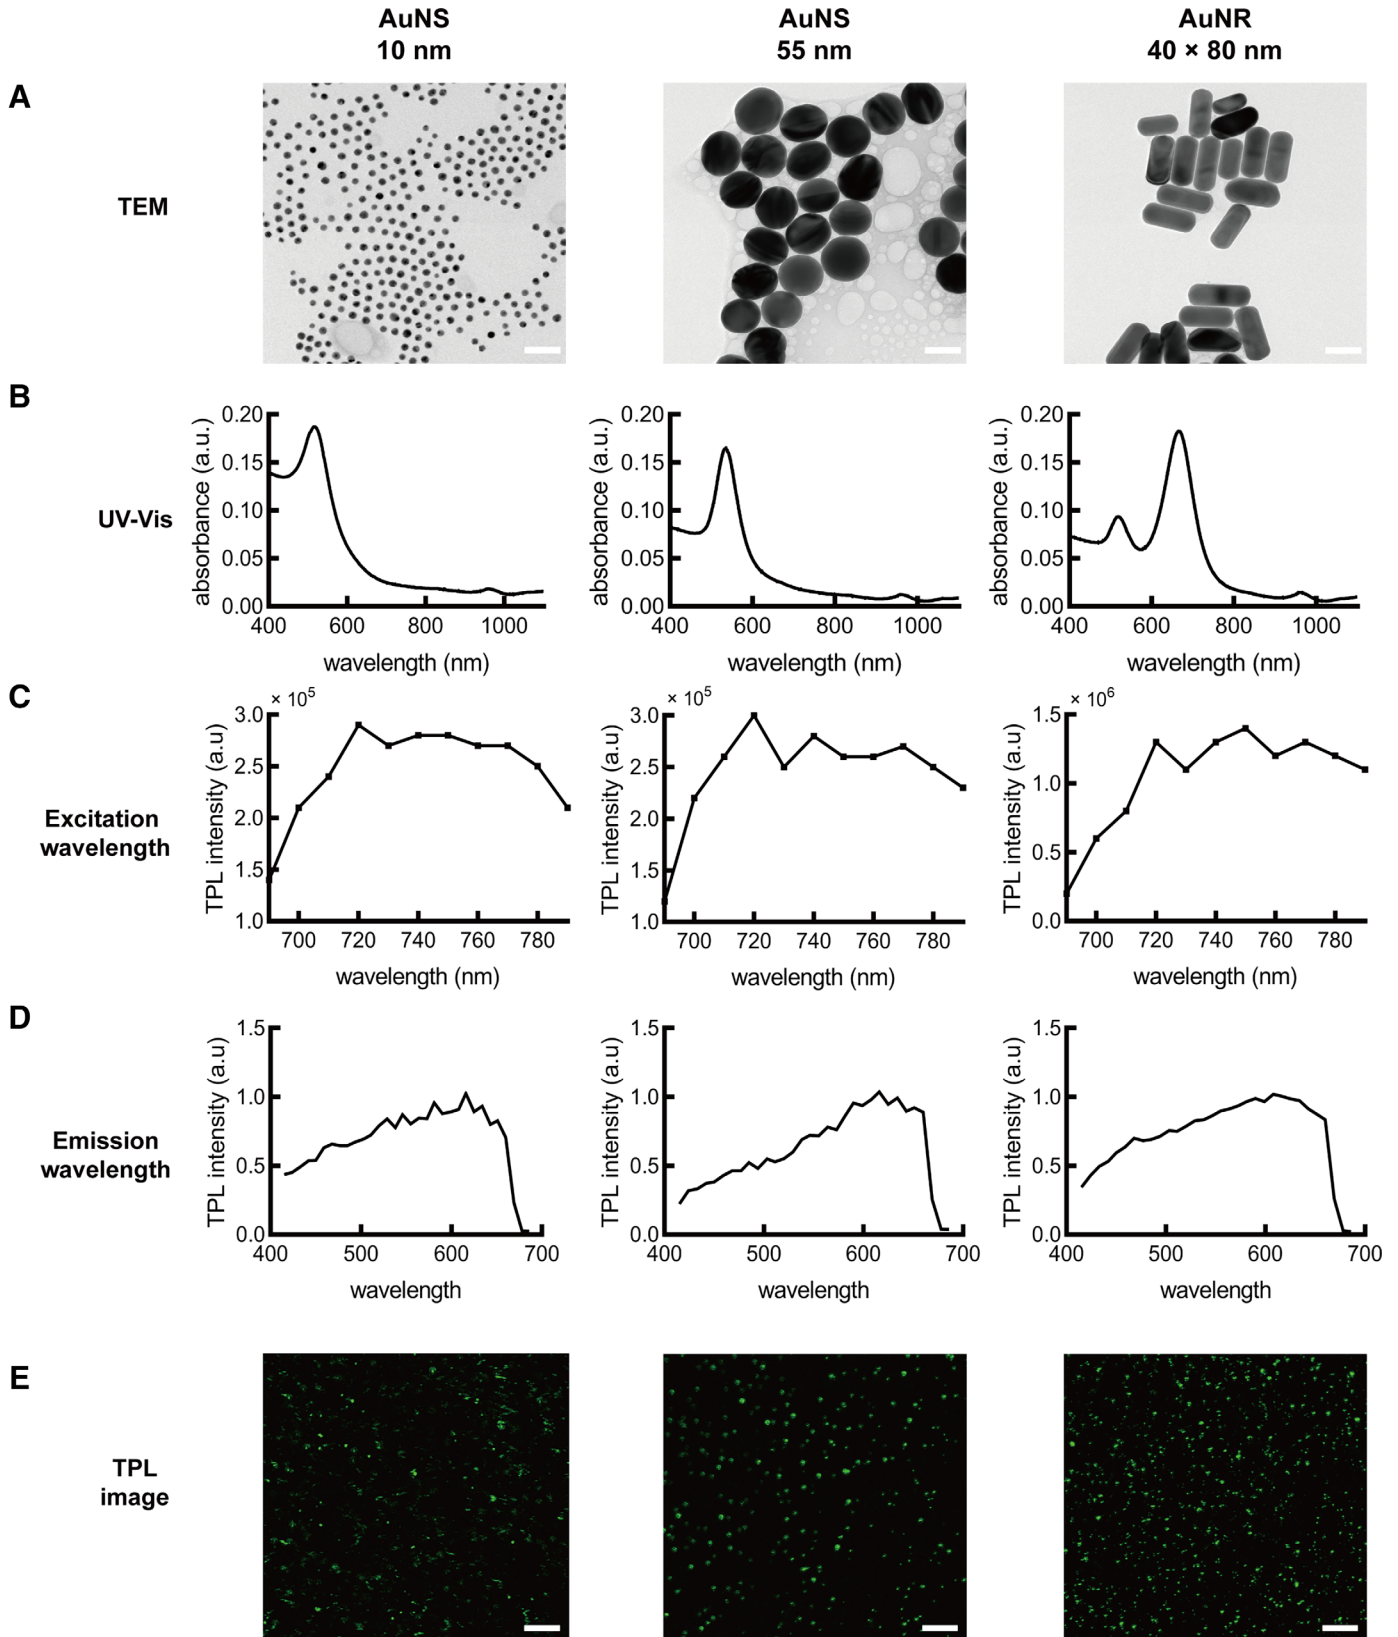 AuNS AuNS AuNR
10 nm 55 nm 40 × 80 nm
A
TEM
B
UV-Vis
absorbance (a.u.)
0.20
0.15
0.10
0.05
0.00
400 600 800 1000
wavelength (nm)
absorbance (a.u.)
0.20
0.15
0.10
0.05
0.00
400 600 800 1000
wavelength (nm)
absorbance (a.u.)
0.20
0.15
0.10
0.05
0.00
400 600 800 1000
wavelength (nm)
C
Excitation
wavelength
× 10⁵
TPL intensity (a.u)
3.0
2.5
2.0
1.5
1.0
700 720 740 760 780
wavelength (nm)
× 10⁵
TPL intensity (a.u)
3.0
2.5
2.0
1.5
1.0
700 720 740 760 780
wavelength (nm)
× 10⁶
TPL intensity (a.u)
1.5
1.0
0.5
0.0
700 720 740 760 780
wavelength (nm)
D
Emission
wavelength
TPL intensity (a.u)
1.5
1.0
0.5
0.0
400 500 600 700
wavelength
TPL intensity (a.u)
1.5
1.0
0.5
0.0
400 500 600 700
wavelength
TPL intensity (a.u)
1.5
1.0
0.5
0.0
400 500 600 700
wavelength
E
TPL
image